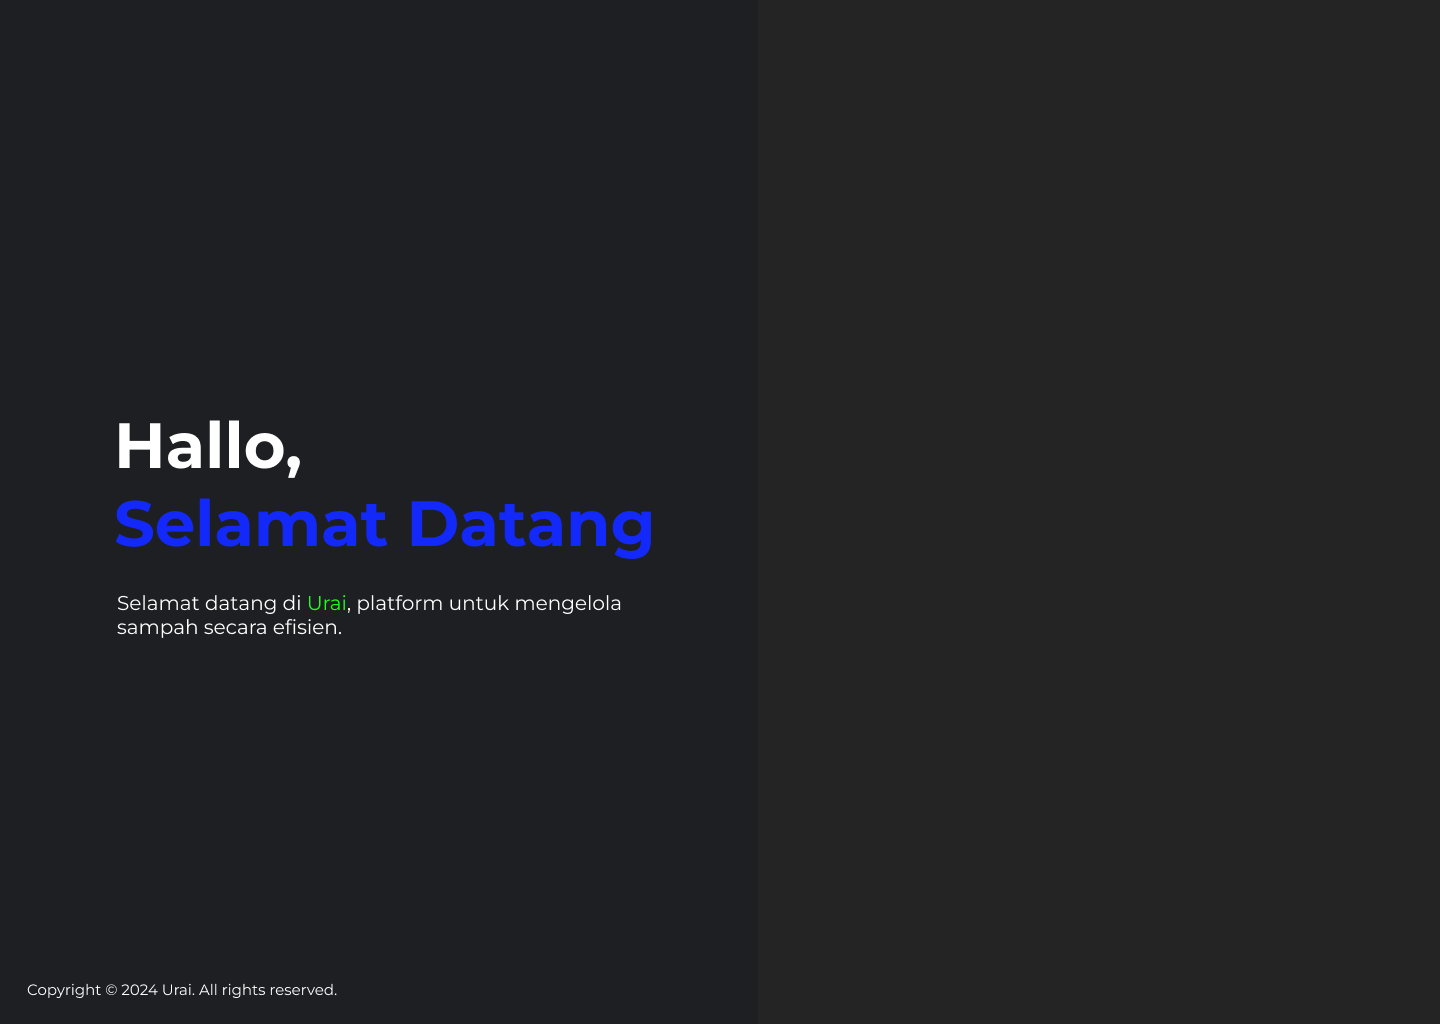 Hallo,
Selamat Datang
Selamat datang di Urai, platform untuk mengelola
sampah secara efisien.
Copyright © 2024 Urai. All rights reserved.